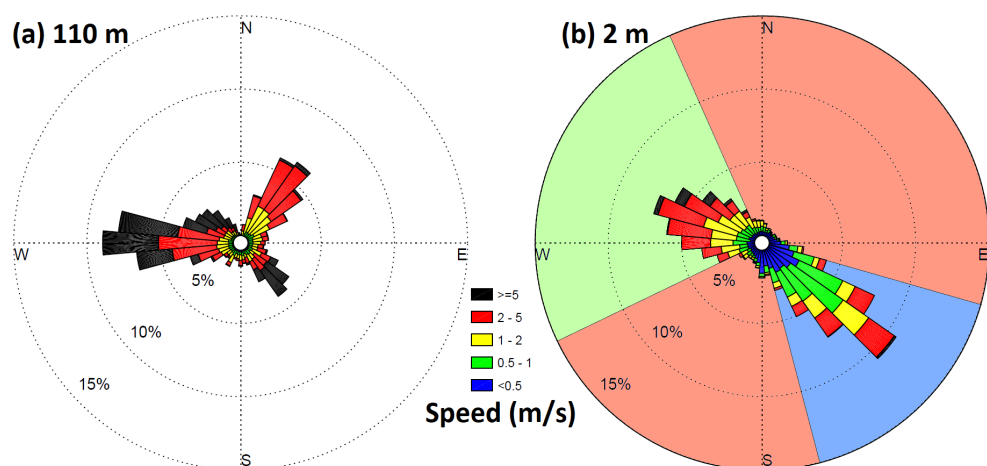 (a) 110 m
N
W
E
S
5%
10%
15%
>=5
2 - 5
1 - 2
0.5 - 1
<0.5
Speed (m/s)
(b) 2 m
N
W
E
S
5%
10%
15%